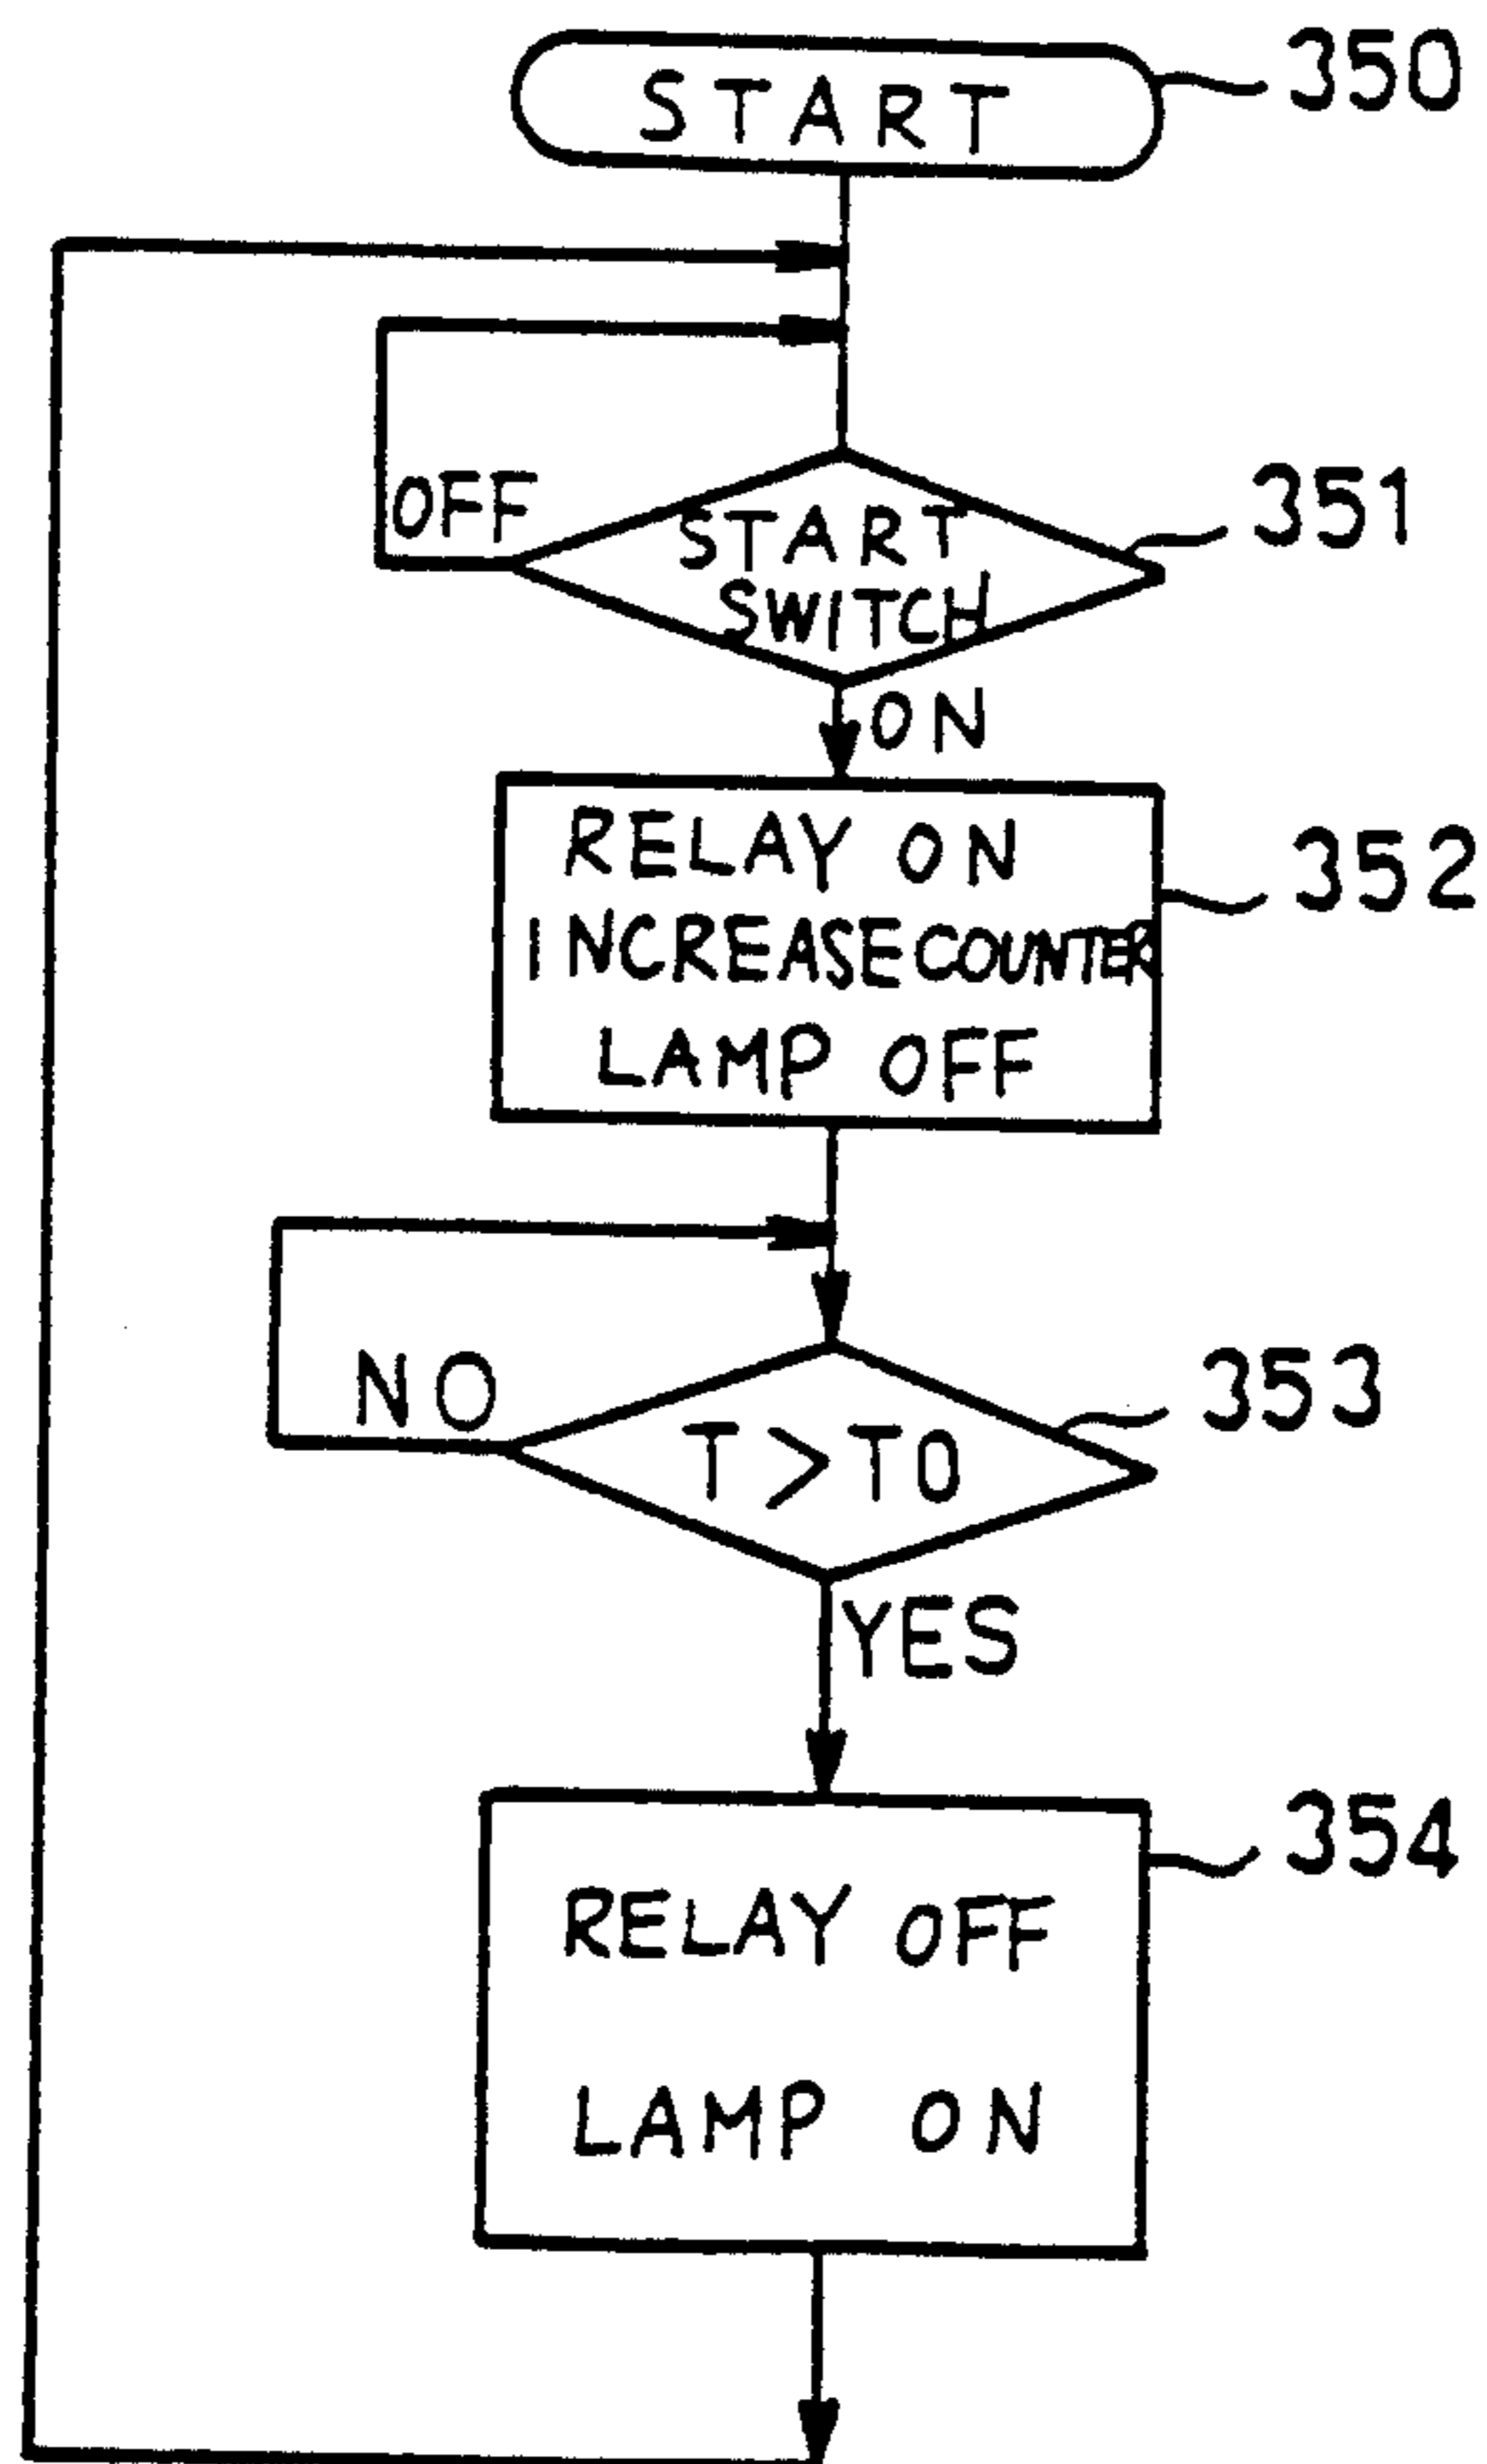 START
350
OFF
START
SWITCH
351
ON
RELAY ON
INCREASE COUNTER
LAMP OFF
352
NO
T>TO
353
YES
RELAY OFF
LAMP ON
354